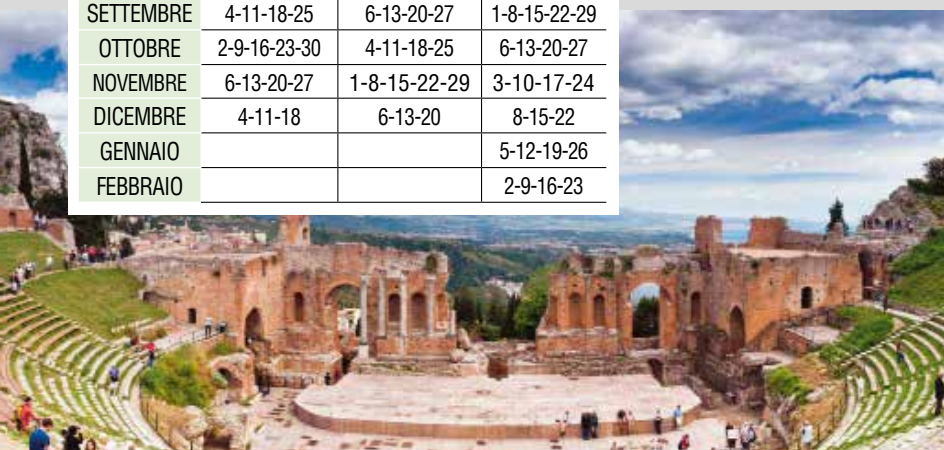 SETTEMBRE 4-11-18-25 6-13-20-27 1-8-15-22-29
OTTOBRE 2-9-16-23-30 4-11-18-25 6-13-20-27
NOVEMBRE 6-13-20-27 1-8-15-22-29 3-10-17-24
DICEMBRE 4-11-18 6-13-20 8-15-22
GENNAIO 5-12-19-26
FEBBRAIO 2-9-16-23